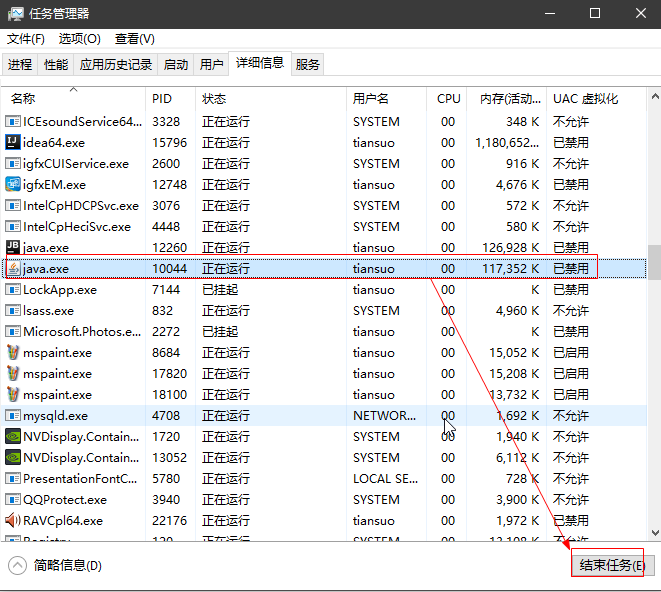 任务管理器
文件(F) 选项(O) 查看(V)
进程 性能 应用历史记录 启动 用户 详细信息 服务
名称 PID 状态 用户名 CPU 内存(活动... UAC 虚拟化
ICEsoundService64... 3328 正在运行 SYSTEM 00 348 K 不允许
idea64.exe 15796 正在运行 tiansuo 00 1,180,652... 已禁用
igfxCUIService.exe 2600 正在运行 SYSTEM 00 916 K 不允许
igfxEM.exe 12748 正在运行 tiansuo 00 4,676 K 已禁用
IntelCpHDCPSvc.exe 3076 正在运行 SYSTEM 00 572 K 不允许
IntelCpHeciSvc.exe 4448 正在运行 SYSTEM 00 580 K 不允许
java.exe 12260 正在运行 tiansuo 00 126,928 K 已禁用
java.exe 10044 正在运行 tiansuo 00 117,352 K 已禁用
LockApp.exe 7144 已挂起 tiansuo 00 K 已禁用
lsass.exe 832 正在运行 SYSTEM 00 4,960 K 不允许
Microsoft.Photos.e... 2272 已挂起 tiansuo 00 K 已禁用
mspaint.exe 8684 正在运行 tiansuo 00 15,052 K 已启用
mspaint.exe 17820 正在运行 tiansuo 00 15,208 K 已启用
mspaint.exe 18100 正在运行 tiansuo 00 13,732 K 已启用
mysqld.exe 4708 正在运行 NETWOR... 00 1,692 K 不允许
NVDisplay.Contain... 1720 正在运行 SYSTEM 00 1,940 K 不允许
NVDisplay.Contain... 13052 正在运行 SYSTEM 00 6,112 K 不允许
PresentationFontC... 5780 正在运行 LOCAL SE... 00 728 K 不允许
QQProtect.exe 3940 正在运行 SYSTEM 00 3,900 K 不允许
RAVCpl64.exe 22176 正在运行 tiansuo 00 1,972 K 已禁用
Registry 120 正在运行 SYSTEM 00 不允许
简略信息(D) 结束任务(E)